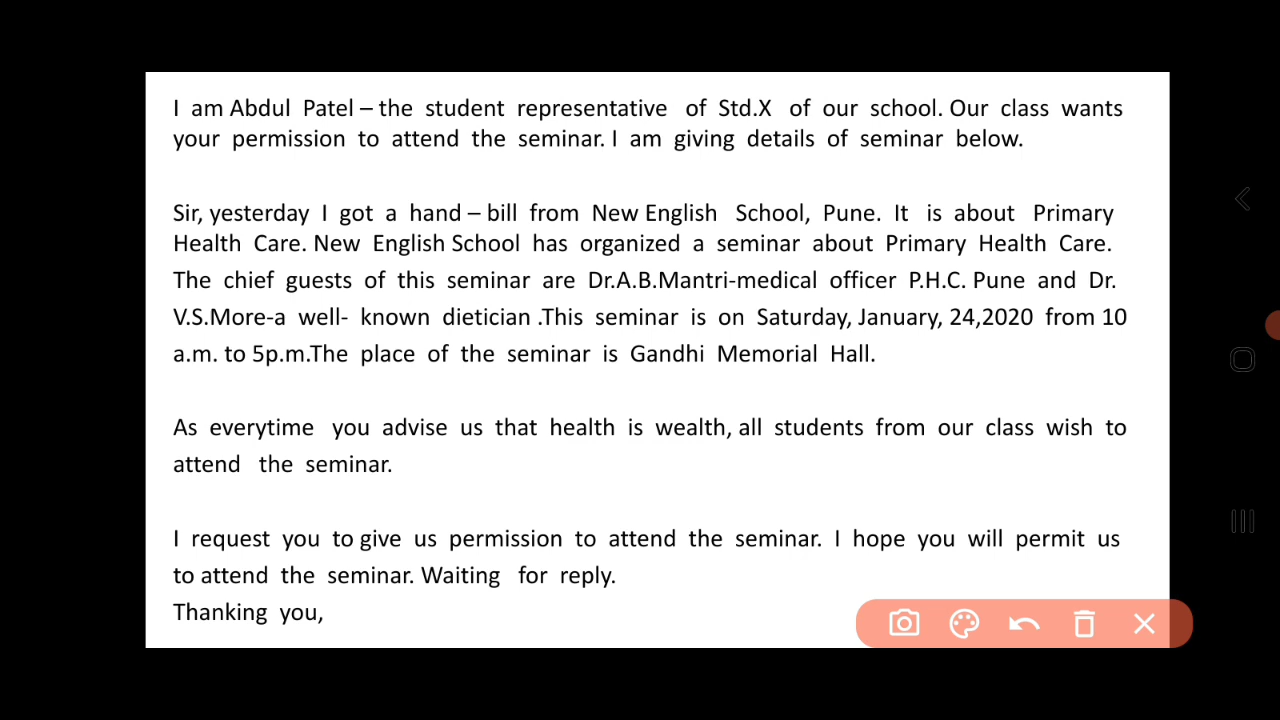 I am Abdul Patel – the student representative of Std.X of our school. Our class wants
your permission to attend the seminar. I am giving details of seminar below.
Sir, yesterday I got a hand – bill from New English School, Pune. It is about Primary
Health Care. New English School has organized a seminar about Primary Health Care.
The chief guests of this seminar are Dr.A.B.Mantri-medical officer P.H.C. Pune and Dr.
V.S.More-a well- known dietician .This seminar is on Saturday, January, 24,2020 from 10
a.m. to 5p.m.The place of the seminar is Gandhi Memorial Hall.
As everytime you advise us that health is wealth, all students from our class wish to
attend the seminar.
I request you to give us permission to attend the seminar. I hope you will permit us
to attend the seminar. Waiting for reply.
Thanking you,